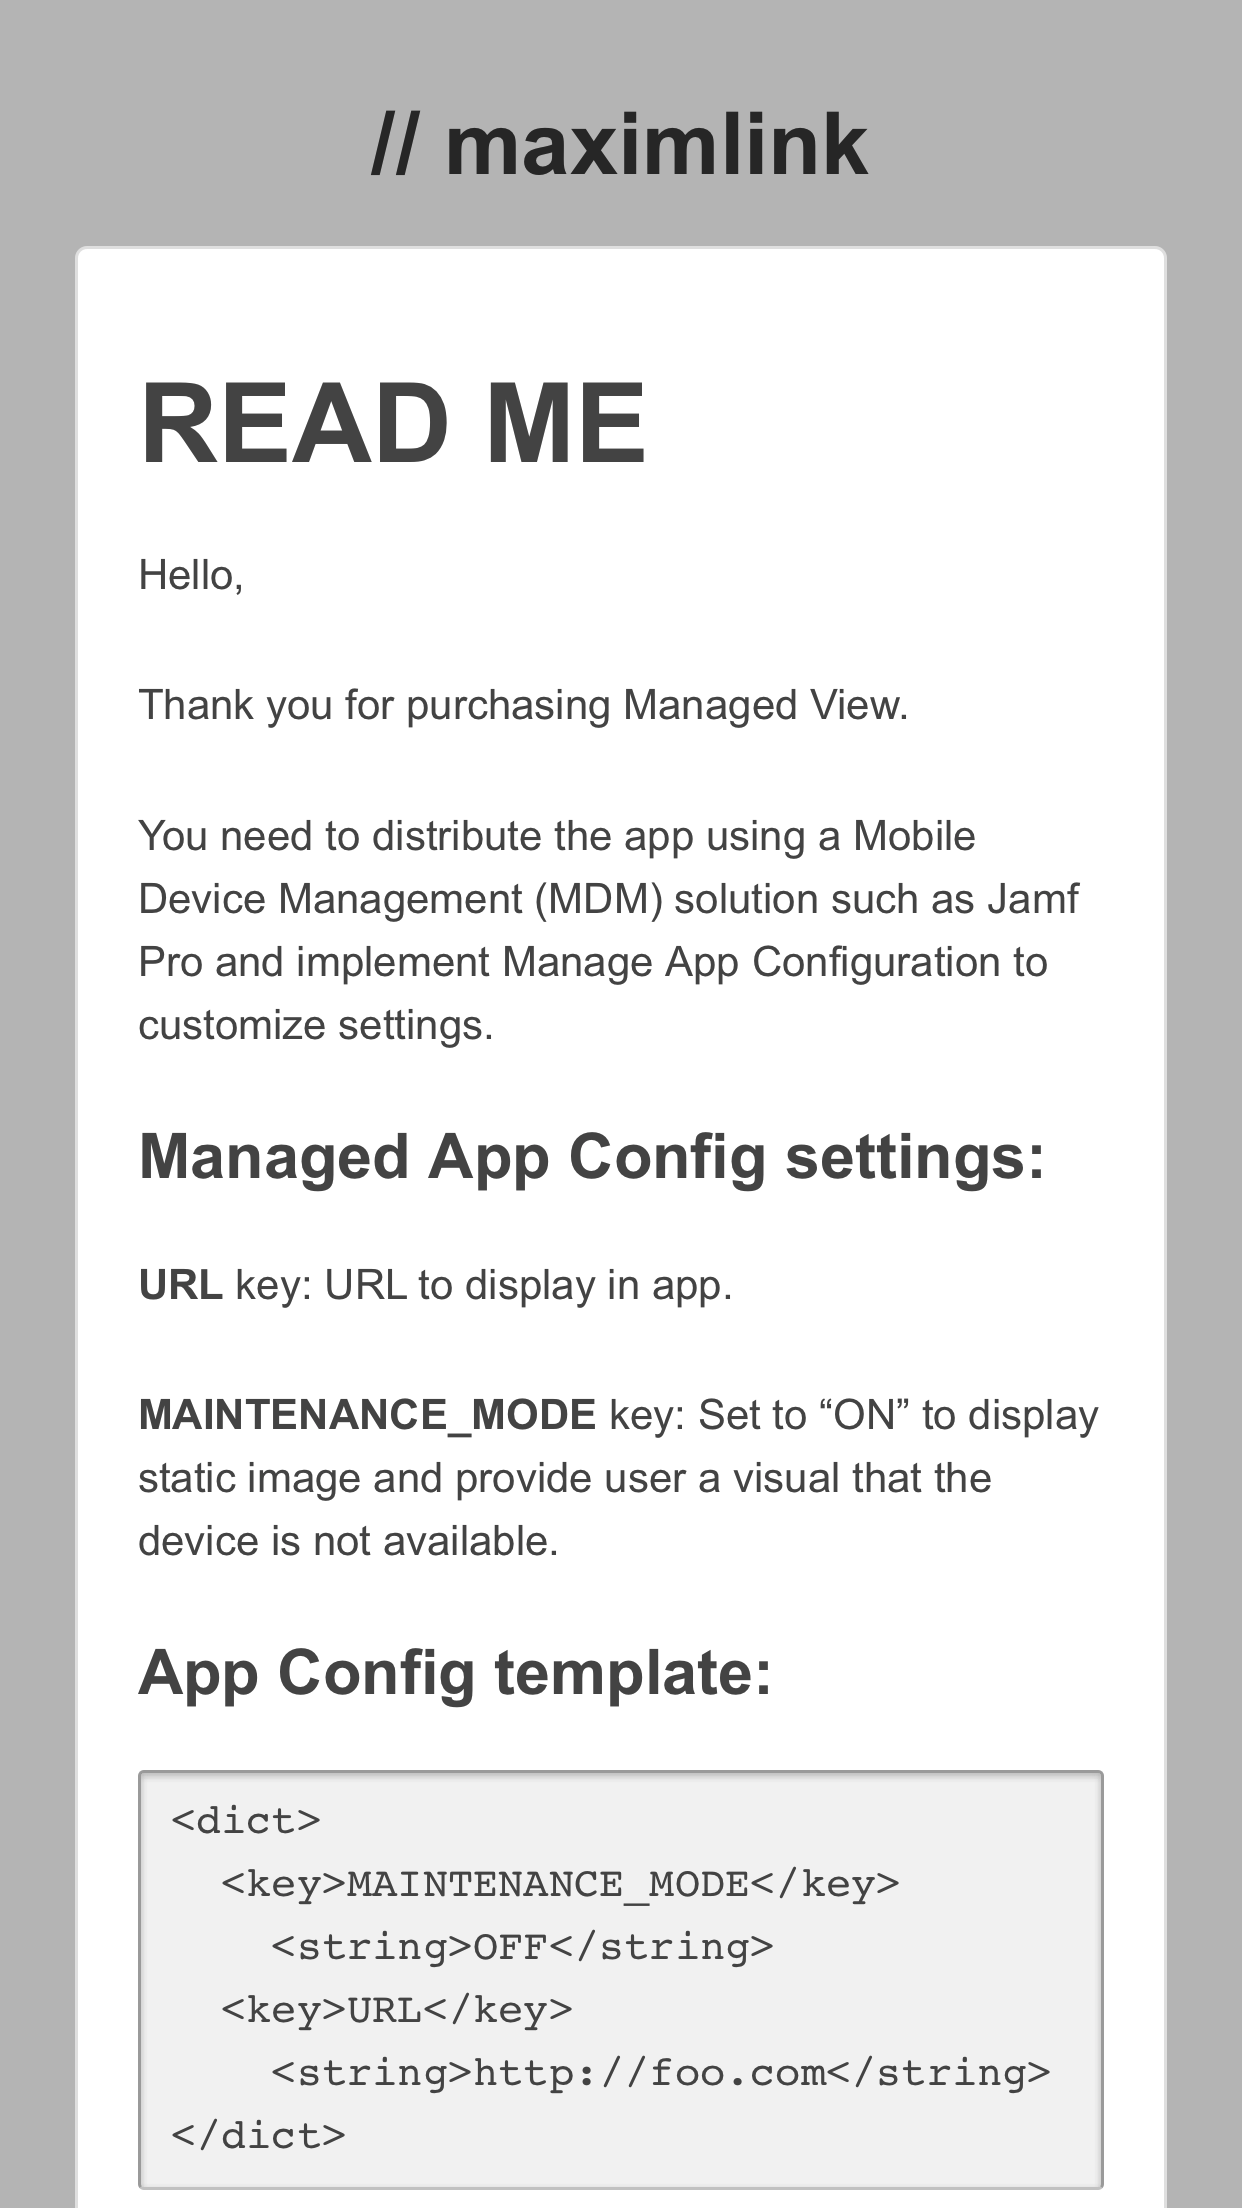 // maximlink
READ ME
Hello,
Thank you for purchasing Managed View.
You need to distribute the app using a Mobile
Device Management (MDM) solution such as Jamf
Pro and implement Manage App Configuration to
customize settings.
Managed App Config settings:
URL key: URL to display in app.
MAINTENANCE_MODE key: Set to “ON” to display
static image and provide user a visual that the
device is not available.
App Config template:
<dict>
  <key>MAINTENANCE_MODE</key>
    <string>OFF</string>
  <key>URL</key>
    <string>http://foo.com</string>
</dict>